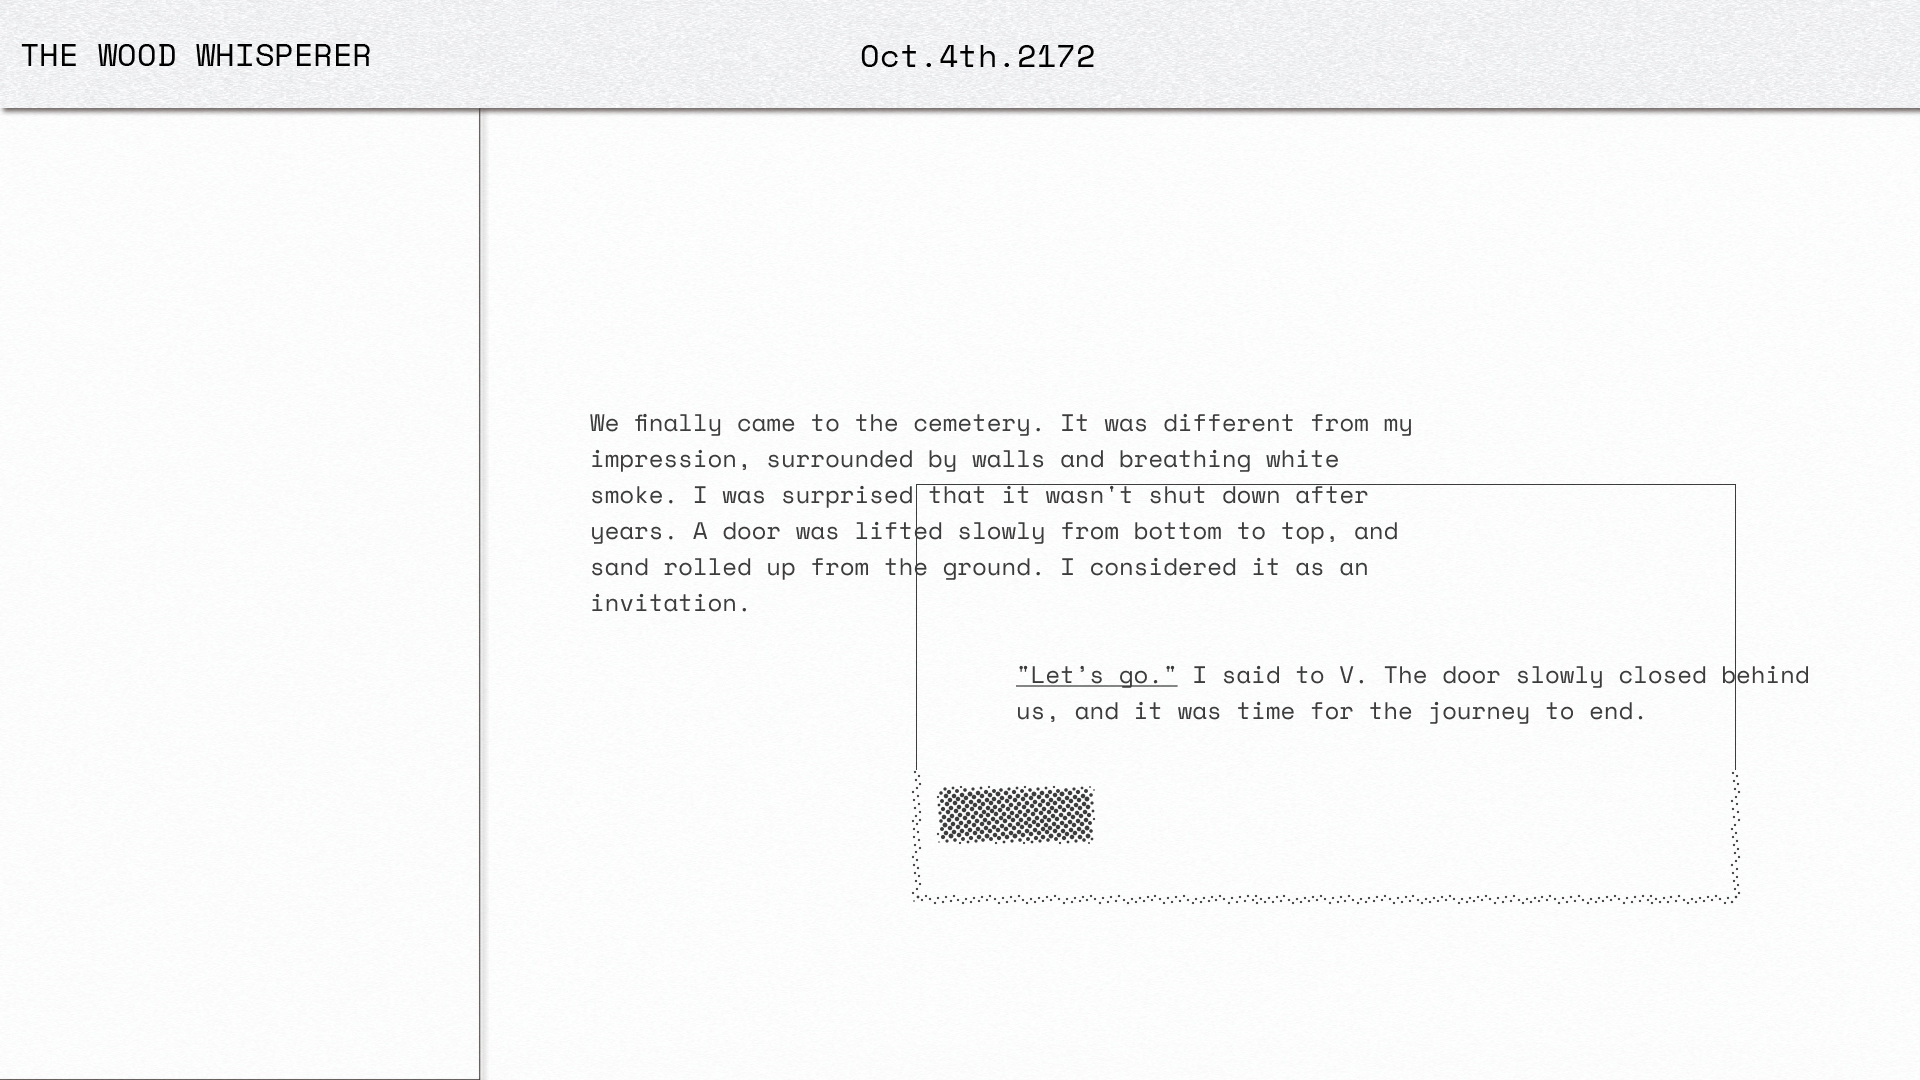 THE WOOD WHISPERER
Oct.4th.2172
We finally came to the cemetery. It was different from my
impression, surrounded by walls and breathing white
smoke. I was surprised that it wasn't shut down after
years. A door was lifted slowly from bottom to top, and
sand rolled up from the ground. I considered it as an
invitation.
"Let’s go." I said to V. The door slowly closed behind
us, and it was time for the journey to end.